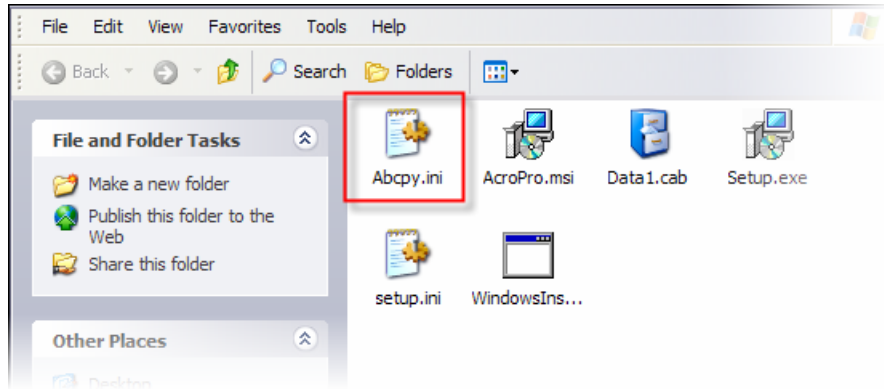 File Edit View Favorites Tools Help
Back Search Folders
File and Folder Tasks
Make a new folder
Publish this folder to the
Web
Share this folder
Other Places
Desktop
Abcpy.ini AcroPro.msi Data1.cab Setup.exe
setup.ini WindowsIns...